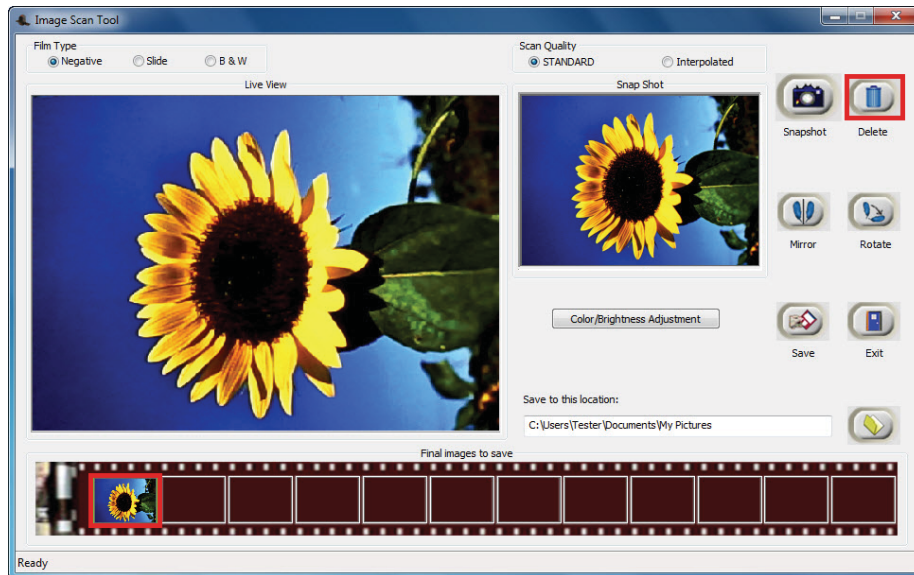 Image Scan Tool
Film Type
Negative
Slide
B & W
Scan Quality
STANDARD
Interpolated
Live View
Snap Shot
Snapshot
Delete
Mirror
Rotate
Color/Brightness Adjustment
Save
Exit
Save to this location:
C:\Users\Tester\Documents\My Pictures
Final images to save
Ready